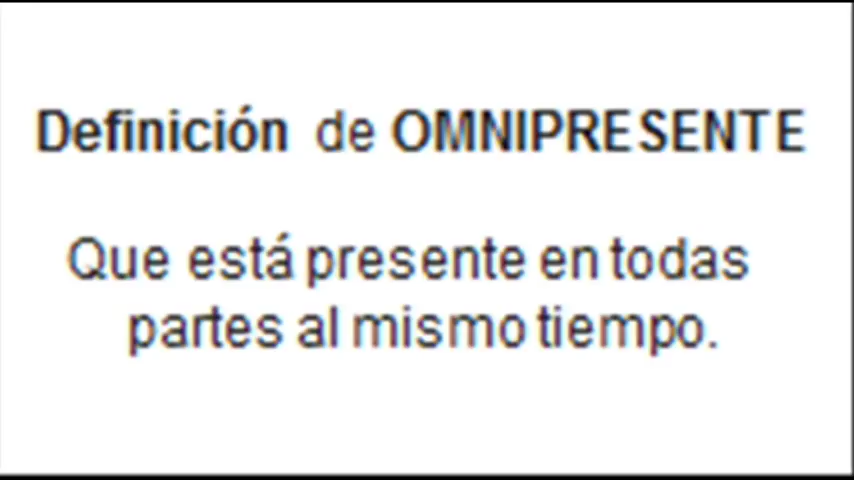 Definición de OMNIPRESENTE
Que está presente en todas
partes al mismo tiempo.